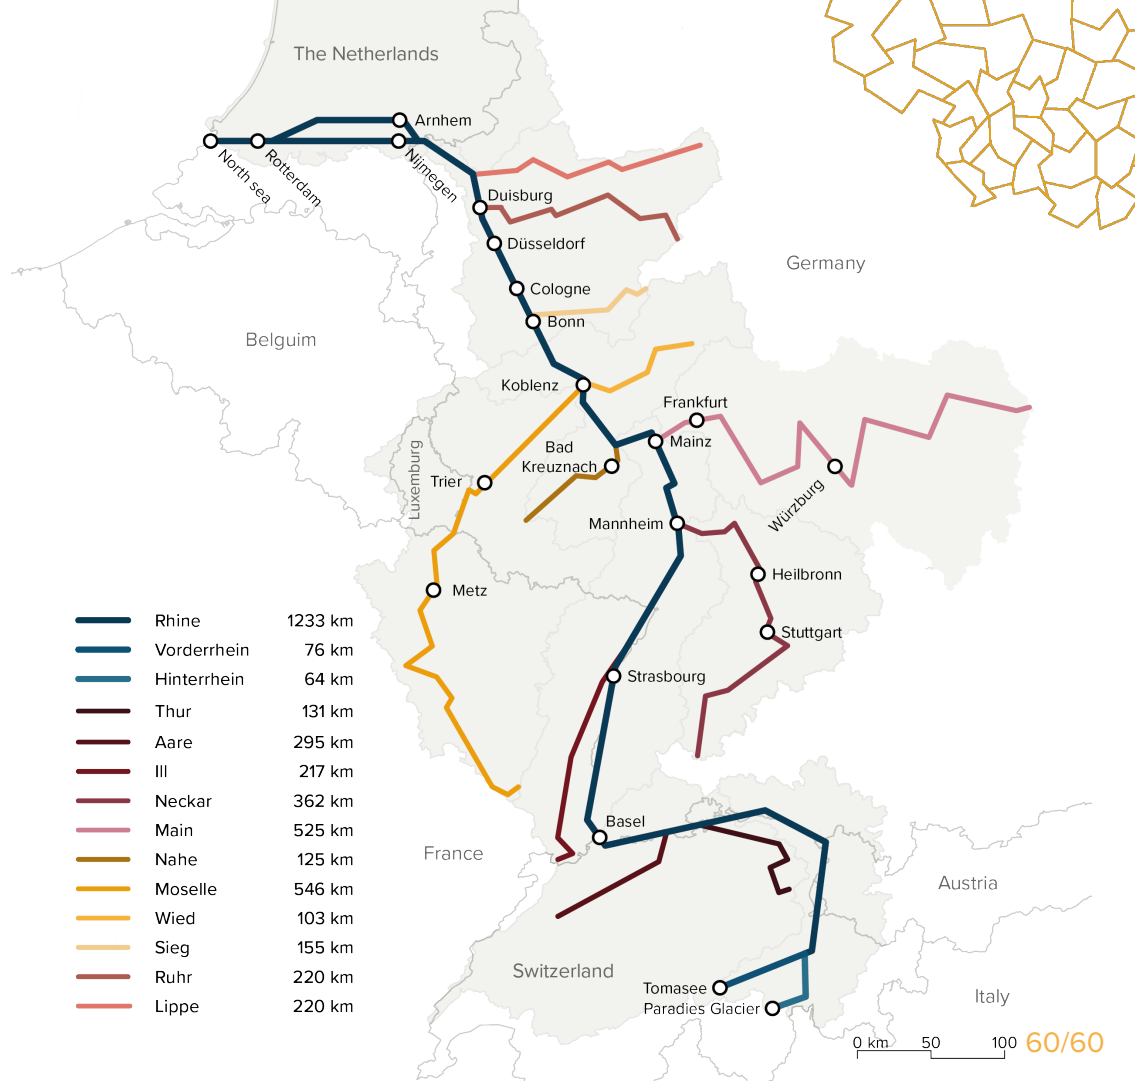 The Netherlands
Arnhem
North sea
Rotterdam
Nijmegen
Duisburg
Düsseldorf
Germany
Cologne
Bonn
Belguim
Koblenz
Frankfurt
Mainz
Bad
Kreuznach
Luxemburg
Trier
Würzburg
Mannheim
Heilbronn
Metz
Stuttgart
Strasbourg
Rhine 1233 km
Vorderrhein 76 km
Hinterrhein 64 km
Thur 131 km
Aare 295 km
Ill 217 km
Neckar 362 km
Main 525 km
Nahe 125 km
Moselle 546 km
Wied 103 km
Sieg 155 km
Ruhr 220 km
Lippe 220 km
Basel
France
Austria
Switzerland
Tomasee
Paradies Glacier
Italy
0 km 50 100
60/60